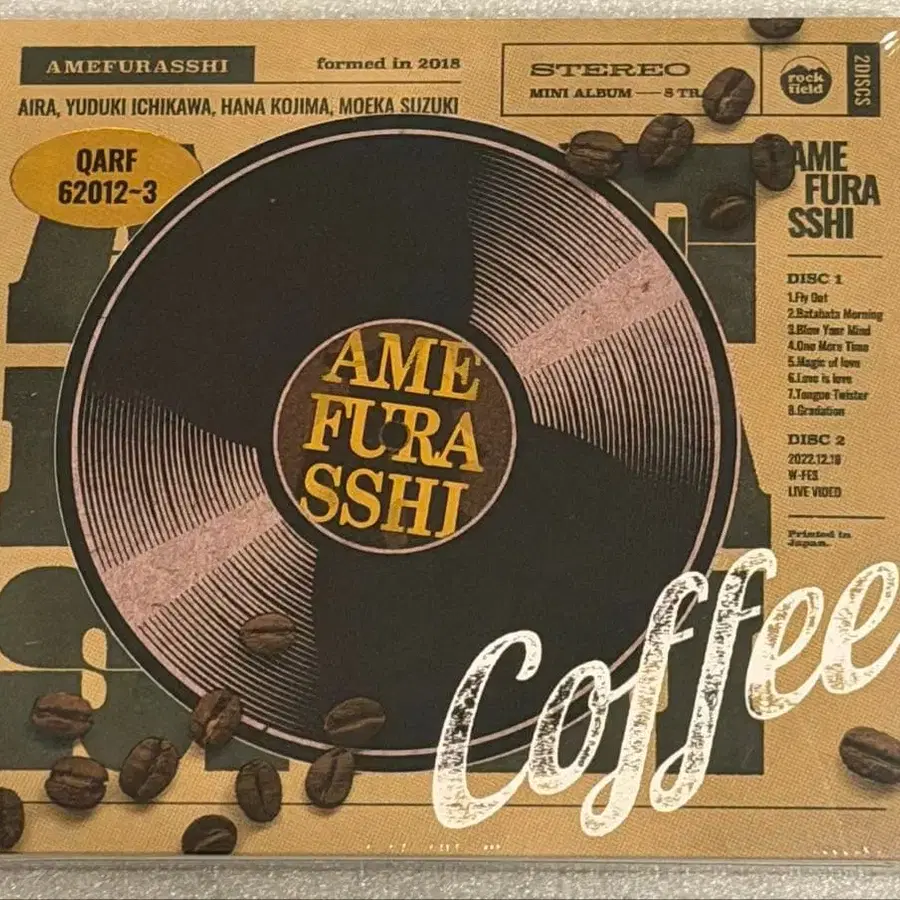 AMEFURASSHI
formed in 2018
AIRA, YUDUKI ICHIKAWA, HANA KOJIMA, MOEKA SUZUKI
QARF
62012~3
STEREO
MINI ALBUM — 8 TR
rock
field
2DISCS
AME
FURA
SSHI
DISC 1
1.Fly Out
2.Batabata Morning
3.Blow Your Mind
4.One More Time
5.Magic of love
6.Love is love
7.Tongue Twister
8.Gradation
DISC 2
2022.12.18
W-FES
LIVE VIDEO
Printed in
Japan.
AME
FURA
SSHI
Coffee